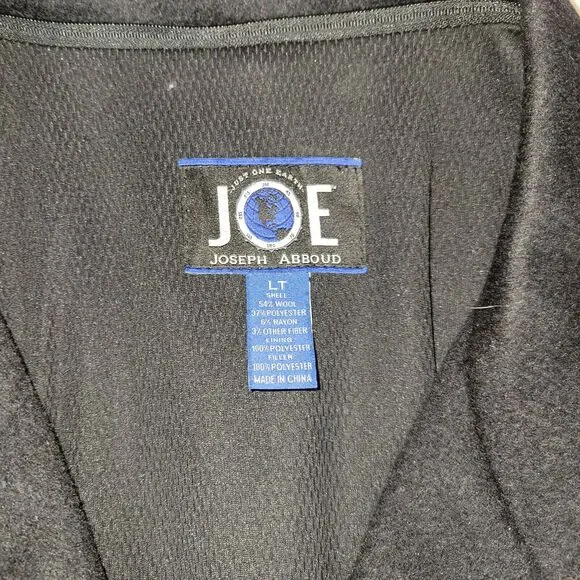 JUST ONE EARTH
JOE
JOSEPH ABBOUD
LT
SHELL
54% WOOL
37% POLYESTER
6% RAYON
3% OTHER FIBER
LINING
100% POLYESTER
FILLER
100% POLYESTER
MADE IN CHINA